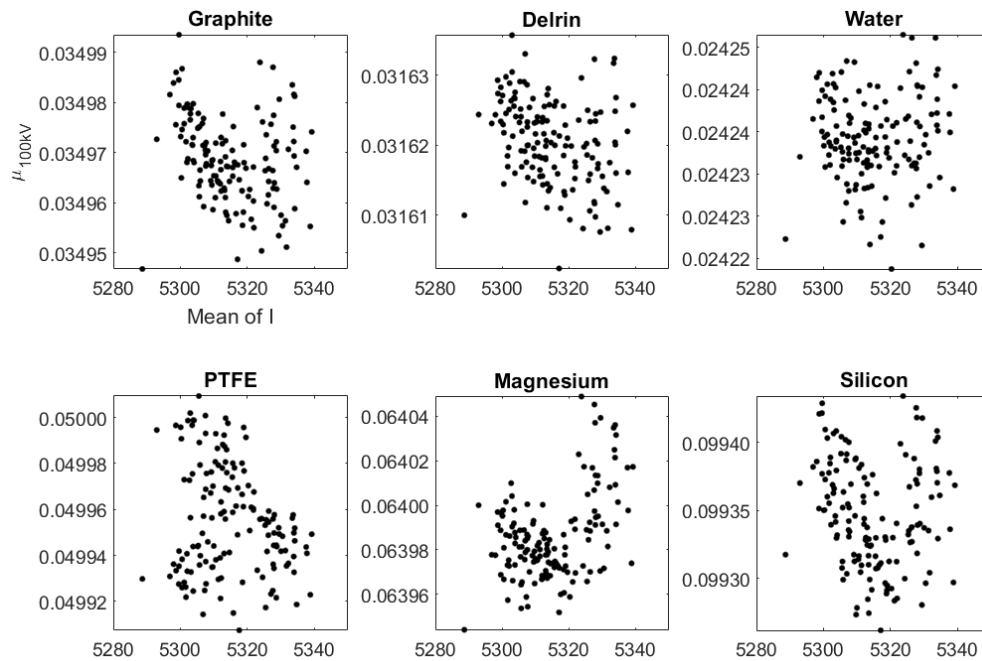 Graphite
0.03499
0.03498
0.03497
0.03496
0.03495
μ100kV
5280 5300 5320 5340
Mean of I
Delrin
0.03163
0.03162
0.03161
5280 5300 5320 5340
Water
0.02425
0.02424
0.02424
0.02423
0.02423
0.02422
5280 5300 5320 5340
PTFE
0.05000
0.04998
0.04996
0.04994
0.04992
5280 5300 5320 5340
Magnesium
0.06404
0.06402
0.06400
0.06398
0.06396
5280 5300 5320 5340
Silicon
0.09940
0.09935
0.09930
5280 5300 5320 5340